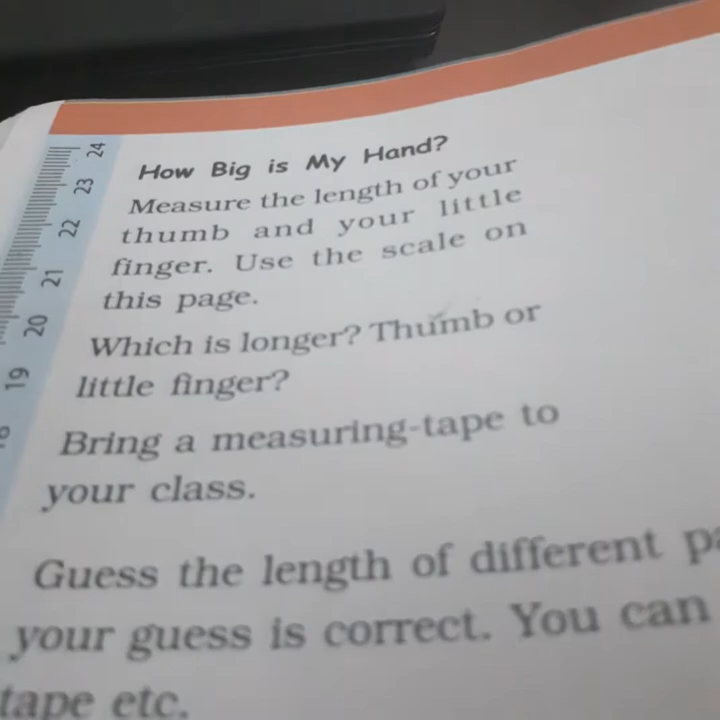 How Big is My Hand?
Measure the length of your
thumb and your little
finger. Use the scale on
this page.
Which is longer? Thumb or
little finger?
Bring a measuring-tape to
your class.
Guess the length of different
your guess is correct. You can
tape etc.
24
23
22
21
20
19